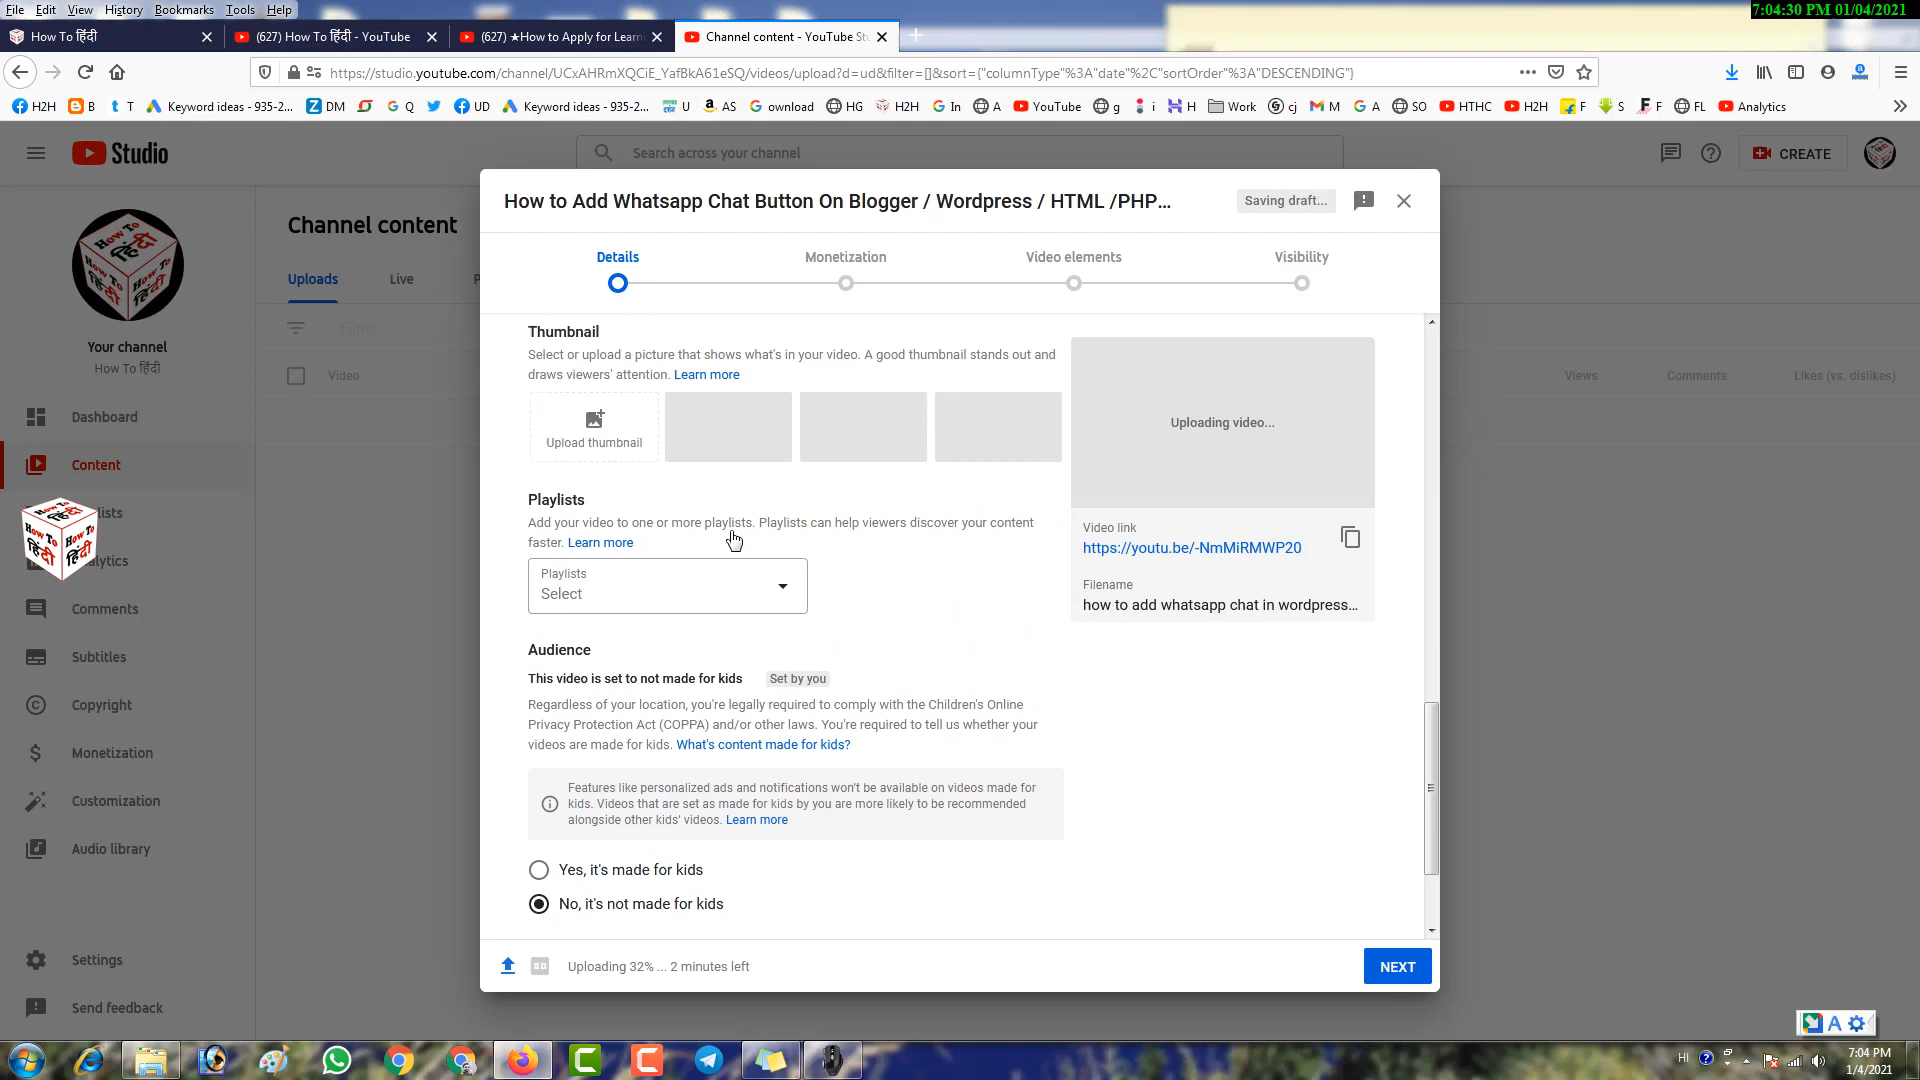 File Edit View History Bookmarks Tools Help
7:04:30 PM 01/04/2021
How To हिंदी
(627) How To हिंदी - YouTube
(627) ★How to Apply for Learn
Channel content - YouTube St
https://studio.youtube.com/channel/UCxAHRmXQCiE_YafBkA61eSQ/videos/upload?d=ud&filter=[]&sort={"columnType"%3A"date"%2C"sortOrder"%3A"DESCENDING"}
H2H B T Keyword ideas - 935-2... DM G Q UD Keyword ideas - 935-2... U AS ownload HG H2H In A YouTube g i H Work cj M A SO HTHC H2H F S F FL Analytics
Studio
Search across your channel
CREATE
Channel content
Uploads Live P
Filter
Video
Views Comments Likes (vs. dislikes)
How To हिंदी
Your channel
How To हिंदी
Dashboard
Content
lists
alytics
How To हिंदी
Comments
Subtitles
Copyright
Monetization
Customization
Audio library
Settings
Send feedback
How to Add Whatsapp Chat Button On Blogger / Wordpress / HTML /PHP...
Saving draft...
Details Monetization Video elements Visibility
Thumbnail
Select or upload a picture that shows what's in your video. A good thumbnail stands out and
draws viewers' attention. Learn more
Upload thumbnail
Uploading video...
Video link
https://youtu.be/-NmMiRMWP20
Filename
how to add whatsapp chat in wordpress...
Playlists
Add your video to one or more playlists. Playlists can help viewers discover your content
faster. Learn more
Playlists
Select
Audience
This video is set to not made for kids Set by you
Regardless of your location, you're legally required to comply with the Children's Online
Privacy Protection Act (COPPA) and/or other laws. You're required to tell us whether your
videos are made for kids. What's content made for kids?
Features like personalized ads and notifications won't be available on videos made for
kids. Videos that are set as made for kids by you are more likely to be recommended
alongside other kids' videos. Learn more
Yes, it's made for kids
No, it's not made for kids
Uploading 32% ... 2 minutes left
NEXT
A
HI
7:04 PM
1/4/2021